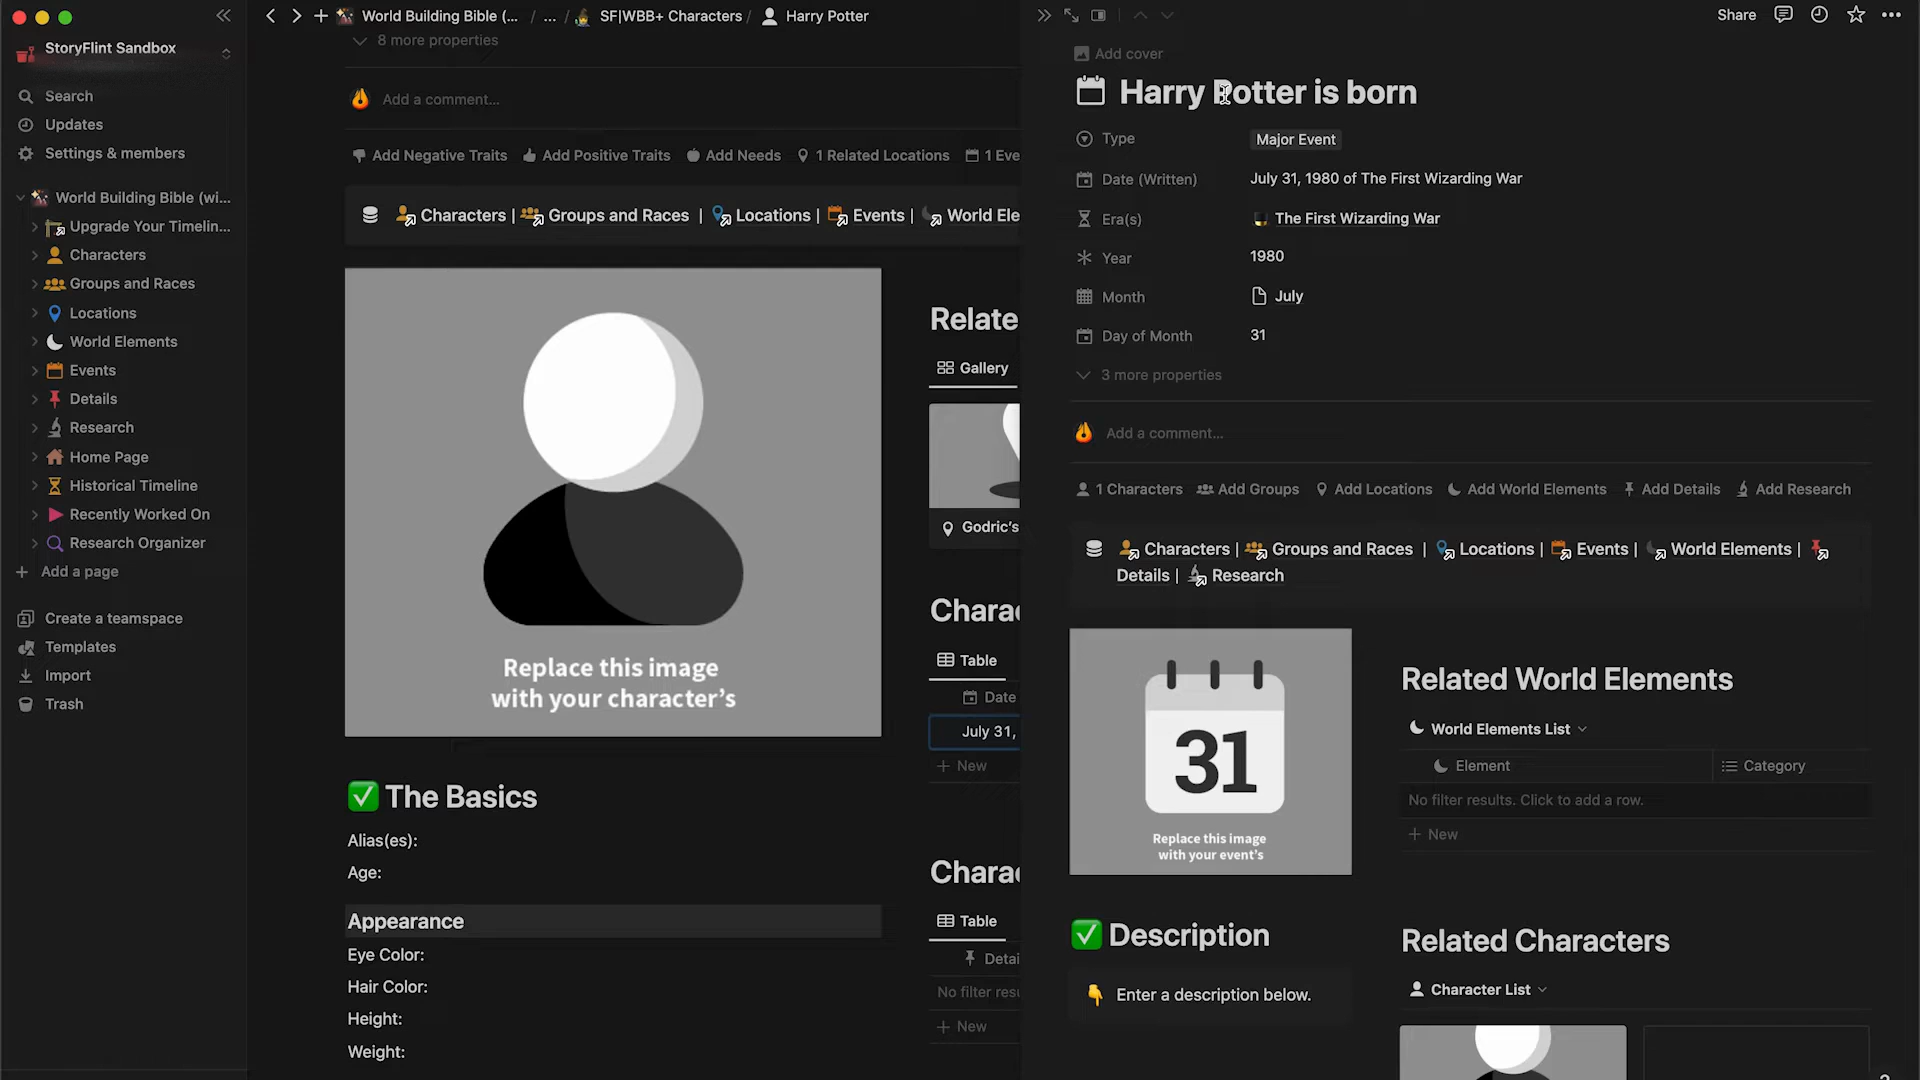 StoryFlint Sandbox
Search
Updates
Settings & members
World Building Bible (wi...
Upgrade Your Timelin...
Characters
Groups and Races
Locations
World Elements
Events
Details
Research
Home Page
Historical Timeline
Recently Worked On
Research Organizer
Add a page
Create a teamspace
Templates
Import
Trash
World Building Bible (... / ... / SF|WBB+ Characters / Harry Potter
8 more properties
Add a comment...
Add Negative Traits Add Positive Traits Add Needs 1 Related Locations 1 Eve
Characters | Groups and Races | Locations | Events | World Ele
Replace this image
with your character's
The Basics
Alias(es):
Age:
Appearance
Eye Color:
Hair Color:
Height:
Weight:
Relate
Gallery
Godric's
Charac
Table
Date
July 31,
New
Charac
Table
Detai
No filter resu
New
Share
Add cover
Harry Potter is born
Type Major Event
Date (Written) July 31, 1980 of The First Wizarding War
Era(s) The First Wizarding War
Year 1980
Month July
Day of Month 31
3 more properties
Add a comment...
1 Characters Add Groups Add Locations Add World Elements Add Details Add Research
Characters | Groups and Races | Locations | Events | World Elements |
Details | Research
31
Replace this image
with your event's
Description
Enter a description below.
Related World Elements
World Elements List
Element Category
No filter results. Click to add a row.
New
Related Characters
Character List